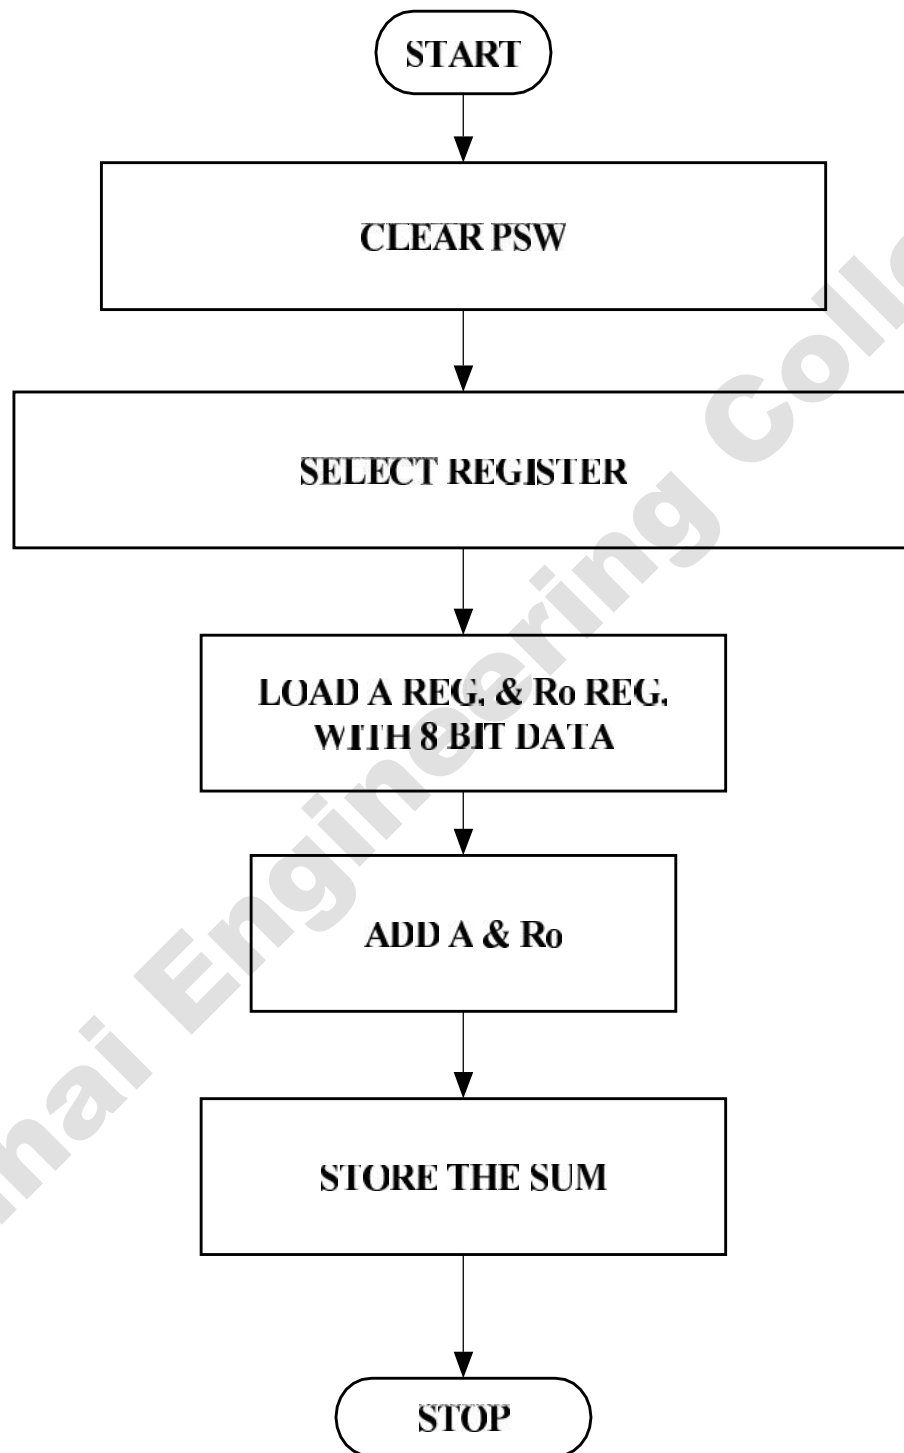 START
CLEAR PSW
SELECT REGISTER
LOAD A REG. & Ro REG.
WITH 8 BIT DATA
ADD A & Ro
STORE THE SUM
STOP
Engineering